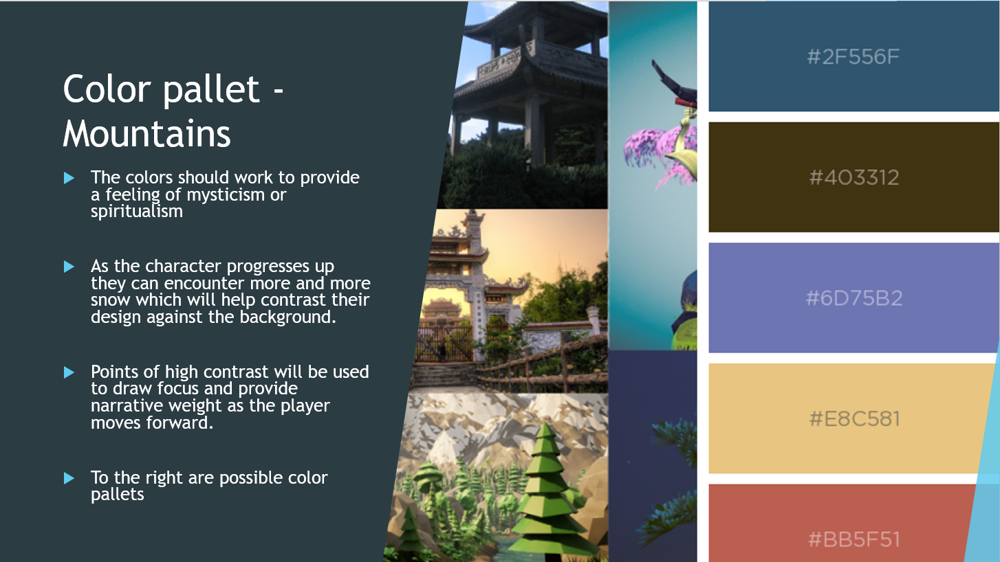 Color pallet -
Mountains
The colors should work to provide
a feeling of mysticism or
spiritualism
As the character progresses up
they can encounter more and more
snow which will help contrast their
design against the background.
Points of high contrast will be used
to draw focus and provide
narrative weight as the player
moves forward.
To the right are possible color
pallets
#2F556F
#403312
#6D75B2
#E8C581
#BB5F51